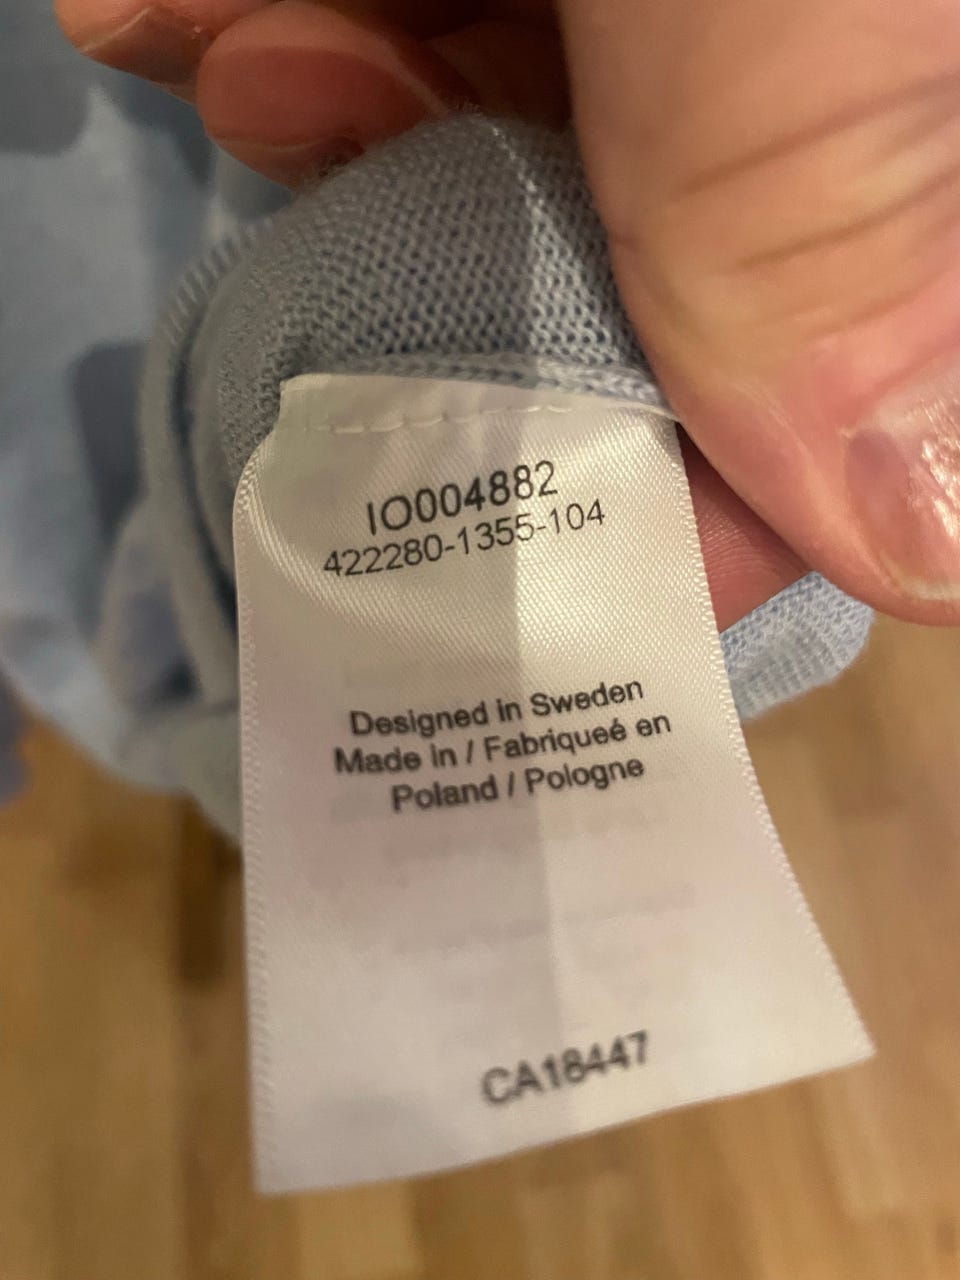 IO004882
422280-1355-104
Designed in Sweden
Made in / Fabriqueé en
Poland / Pologne
CA18447